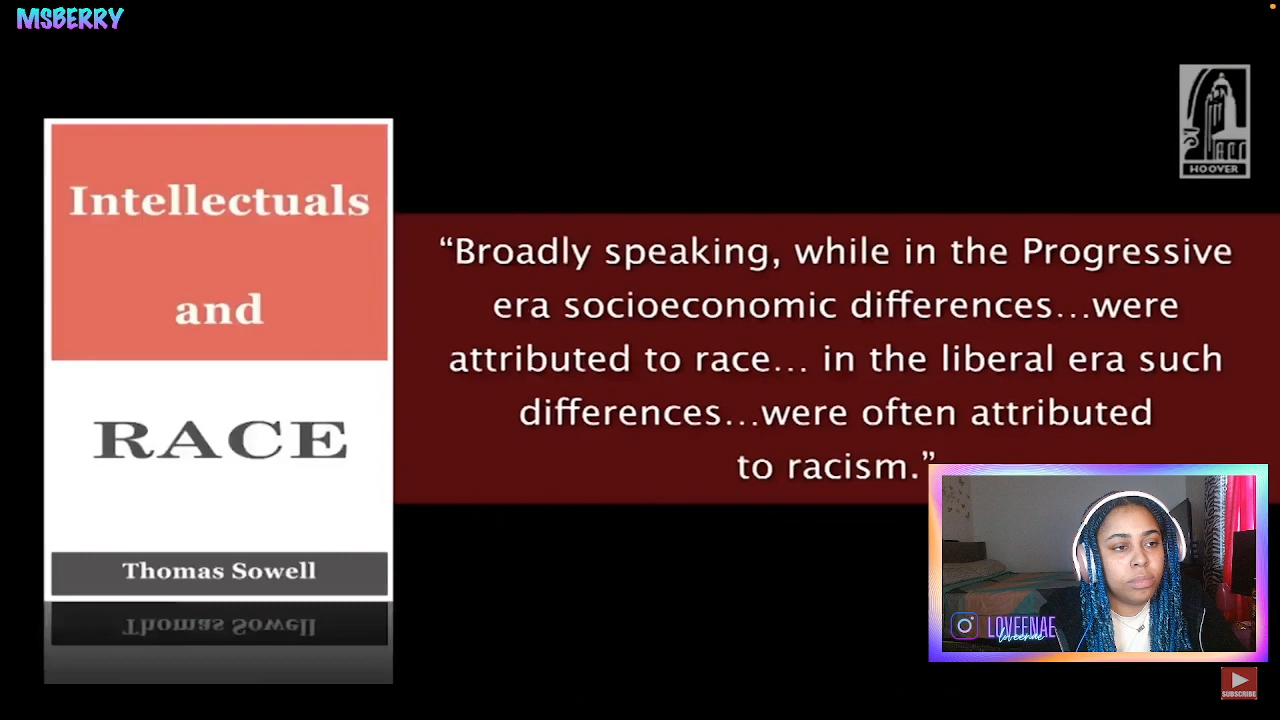 MSBERRY
HOOVER
Intellectuals
and
RACE
Thomas Sowell
Thomas Sowell
“Broadly speaking, while in the Progressive
era socioeconomic differences...were
attributed to race... in the liberal era such
differences...were often attributed
to racism.”
LOVEENAE
loveenae
SUBSCRIBE